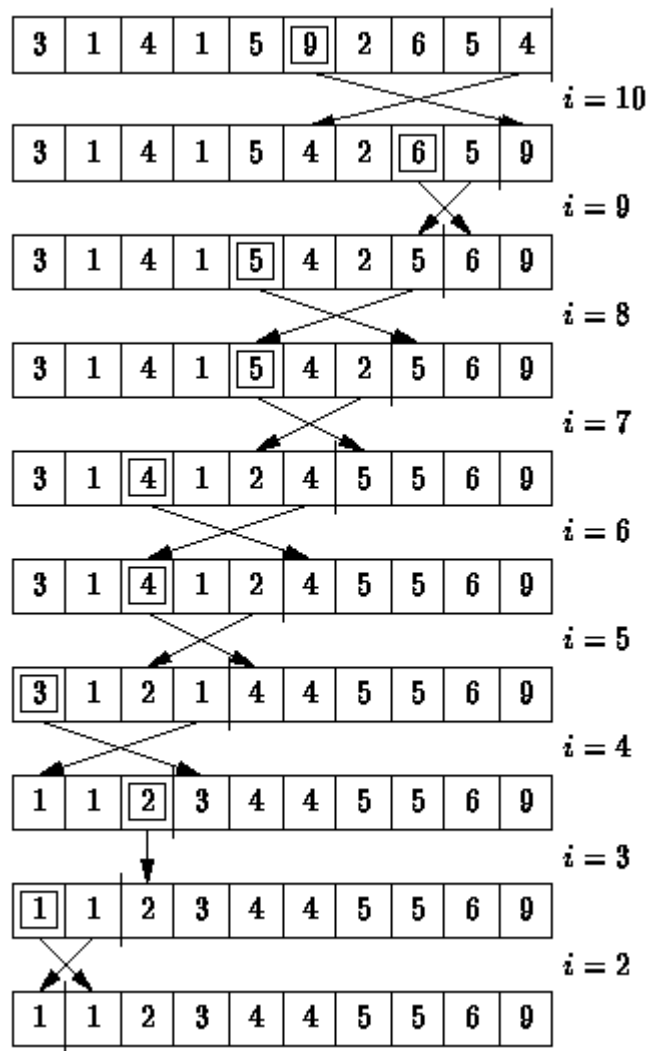 3 1 4 1 5 9 2 6 5 4
i = 10
3 1 4 1 5 4 2 6 5 9
i = 9
3 1 4 1 5 4 2 5 6 9
i = 8
3 1 4 1 5 4 2 5 6 9
i = 7
3 1 4 1 2 4 5 5 6 9
i = 6
3 1 4 1 2 4 5 5 6 9
i = 5
3 1 2 1 4 4 5 5 6 9
i = 4
1 1 2 3 4 4 5 5 6 9
i = 3
1 1 2 3 4 4 5 5 6 9
i = 2
1 1 2 3 4 4 5 5 6 9